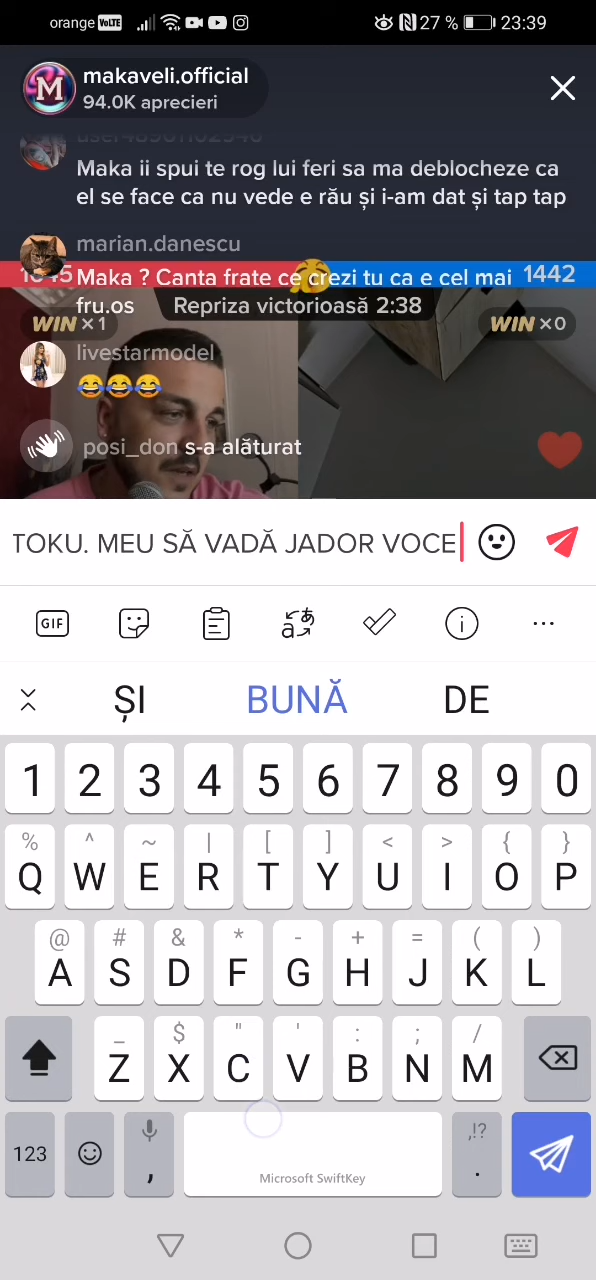 orange VoLTE 27 % 23:39
M makaveli.official
94.0K aprecieri
Maka ii spui te rog lui feri sa ma deblocheze ca
el se face ca nu vede e rău și i-am dat și tap tap
marian.danescu
Maka ? Canta frate ce crezi tu ca e cel mai 1442
fru.os Repriza victorioasă 2:38
WIN ×1 WIN ×0
livestarmodel
posi_don s-a alăturat
TOKU. MEU SĂ VADĂ JADOR VOCE
GIF
ȘI BUNĂ DE
1 2 3 4 5 6 7 8 9 0
% ^ ~ | [ ] < > { }
Q W E R T Y U I O P
@ # & * - + = ( )
A S D F G H J K L
_ $ " ' : ; /
Z X C V B N M
,!?
123 , Microsoft SwiftKey .